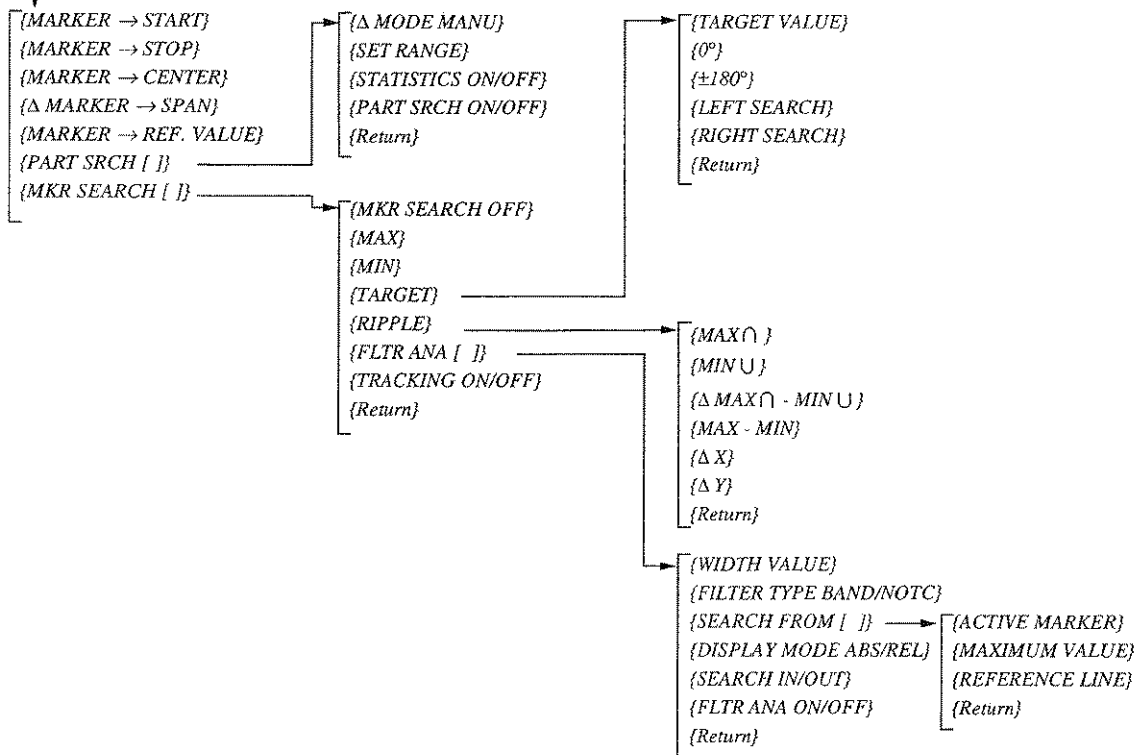 {MARKER → START}
{MARKER → STOP}
{MARKER → CENTER}
{Δ MARKER → SPAN}
{MARKER → REF. VALUE}
{PART SRCH [ ]}
{MKR SEARCH [ ]}
{Δ MODE MANU}
{SET RANGE}
{STATISTICS ON/OFF}
{PART SRCH ON/OFF}
{Return}
{MKR SEARCH OFF}
{MAX}
{MIN}
{TARGET}
{RIPPLE}
{FLTR ANA [ ]}
{TRACKING ON/OFF}
{Return}
{TARGET VALUE}
{0°}
{±180°}
{LEFT SEARCH}
{RIGHT SEARCH}
{Return}
{MAX∩ }
{MIN∪ }
{Δ MAX∩ - MIN∪ }
{MAX - MIN}
{Δ X}
{Δ Y}
{Return}
{WIDTH VALUE}
{FILTER TYPE BAND/NOTC}
{SEARCH FROM [ ]}
{DISPLAY MODE ABS/REL}
{SEARCH IN/OUT}
{FLTR ANA ON/OFF}
{Return}
{ACTIVE MARKER}
{MAXIMUM VALUE}
{REFERENCE LINE}
{Return}